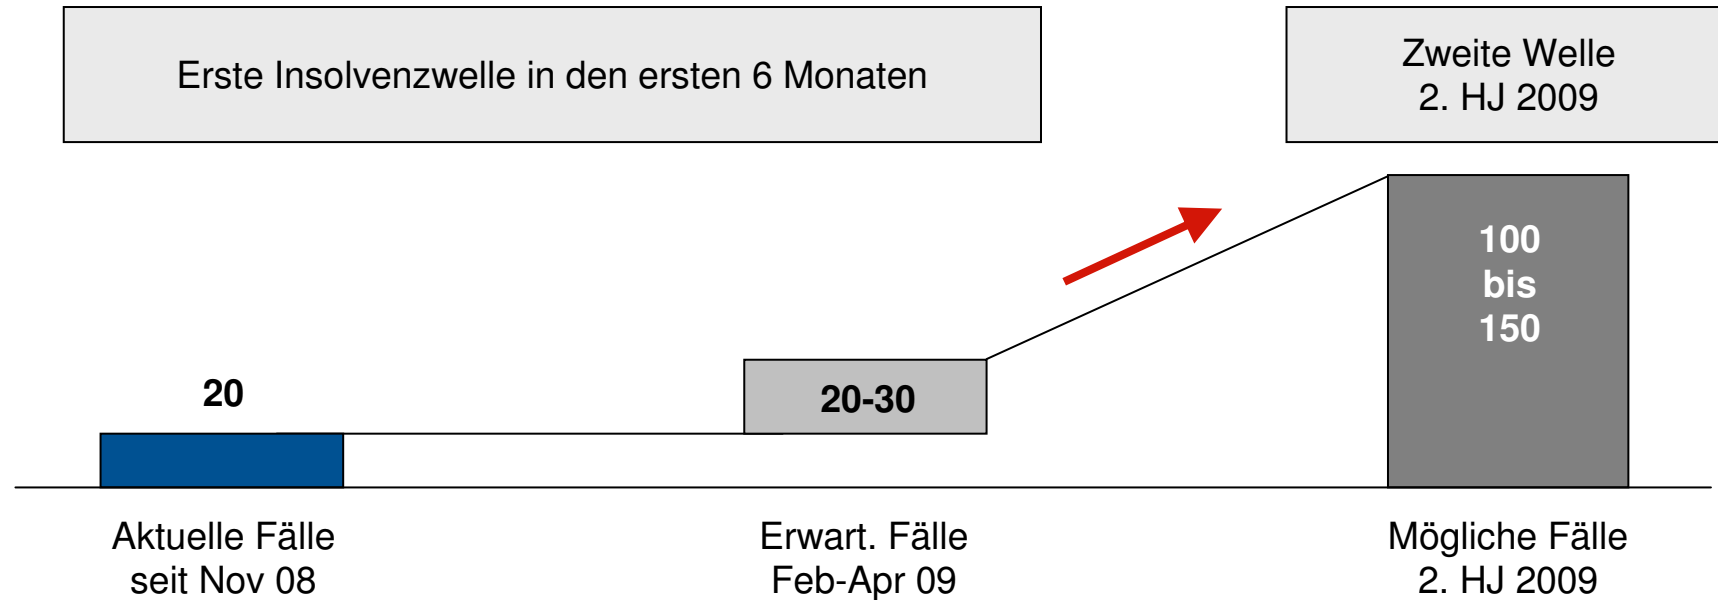 Erste Insolvenzwelle in den ersten 6 Monaten
Zweite Welle
2. HJ 2009
20
20-30
100
bis
150
Aktuelle Fälle
seit Nov 08
Erwart. Fälle
Feb-Apr 09
Mögliche Fälle
2. HJ 2009